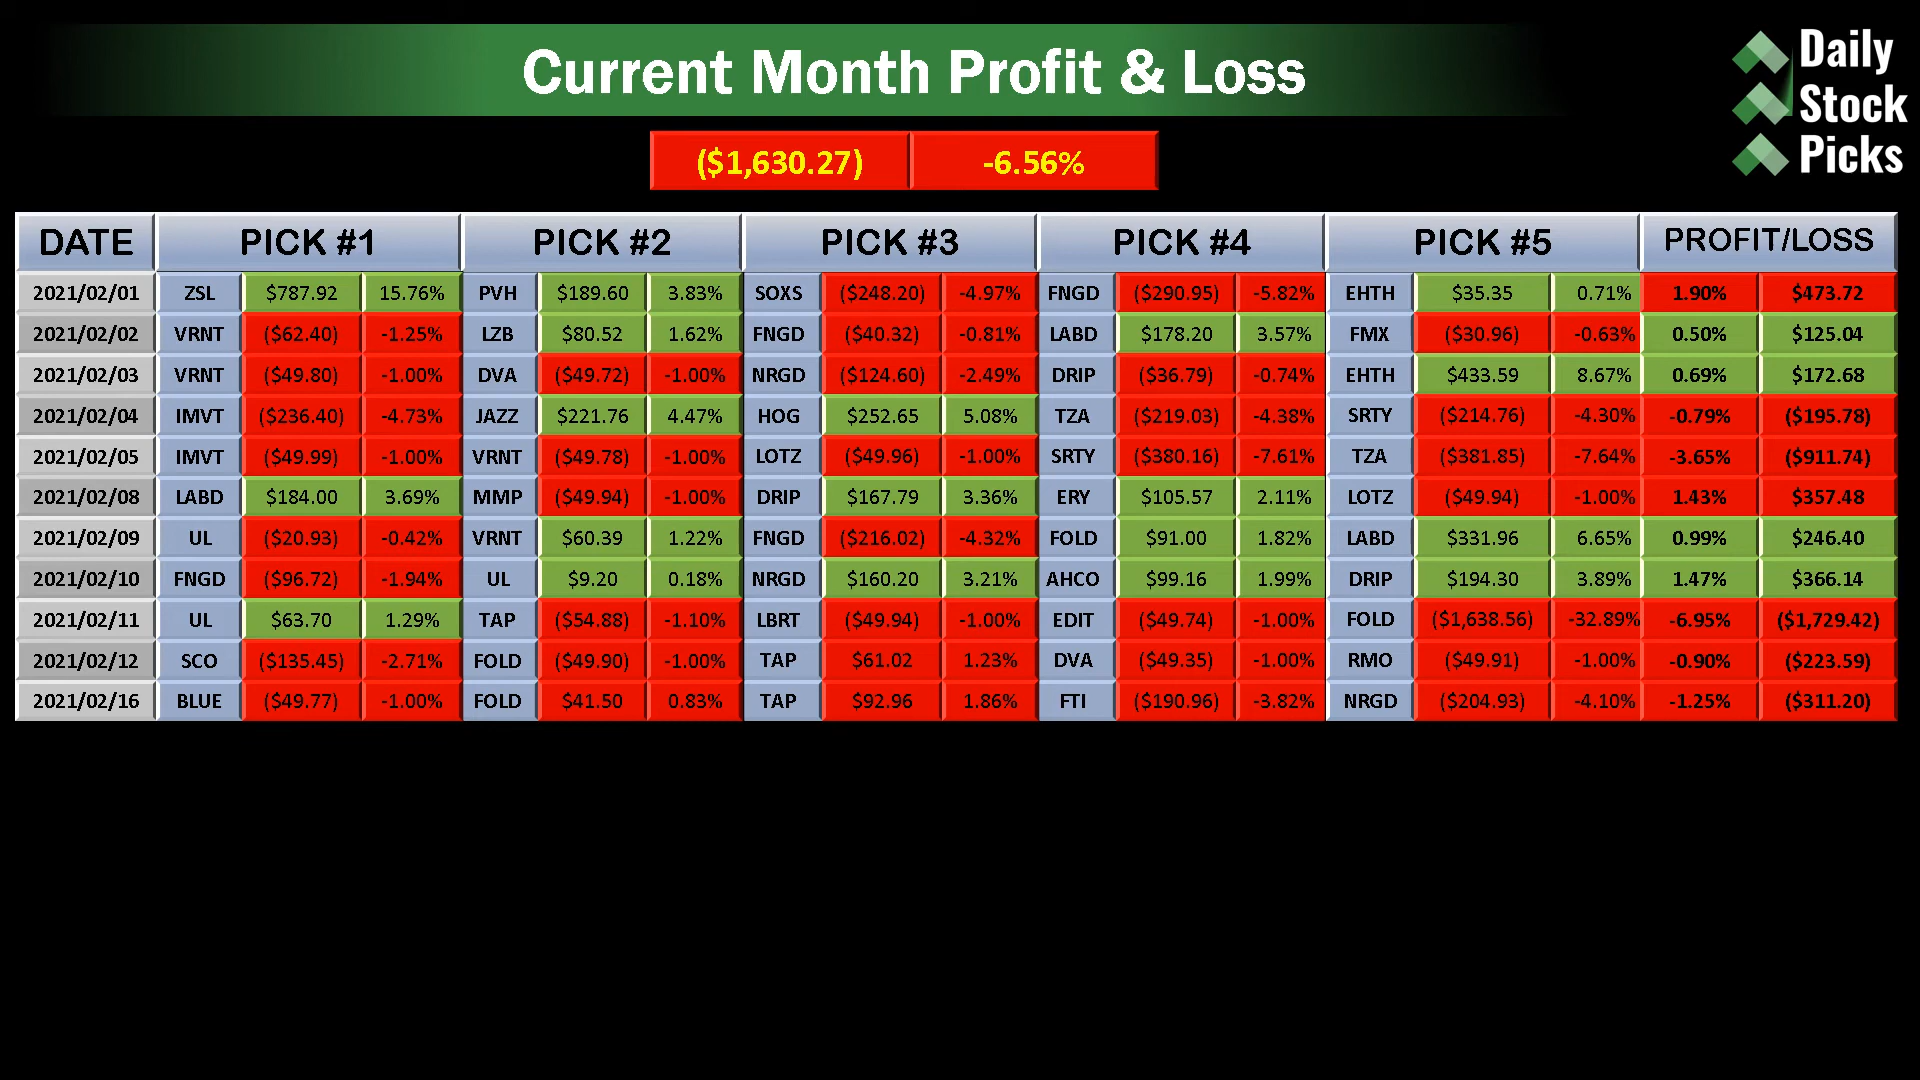 Current Month Profit & Loss
Daily
Stock
Picks
($1,630.27) -6.56%
DATE PICK #1 PICK #2 PICK #3 PICK #4 PICK #5 PROFIT/LOSS
2021/02/01 ZSL $787.92 15.76% PVH $189.60 3.83% SOXS ($248.20) -4.97% FNGD ($290.95) -5.82% EHTH $35.35 0.71% 1.90% $473.72
2021/02/02 VRNT ($62.40) -1.25% LZB $80.52 1.62% FNGD ($40.32) -0.81% LABD $178.20 3.57% FMX ($30.96) -0.63% 0.50% $125.04
2021/02/03 VRNT ($49.80) -1.00% DVA ($49.72) -1.00% NRGD ($124.60) -2.49% DRIP ($36.79) -0.74% EHTH $433.59 8.67% 0.69% $172.68
2021/02/04 IMVT ($236.40) -4.73% JAZZ $221.76 4.47% HOG $252.65 5.08% TZA ($219.03) -4.38% SRTY ($214.76) -4.30% -0.79% ($195.78)
2021/02/05 IMVT ($49.99) -1.00% VRNT ($49.78) -1.00% LOTZ ($49.96) -1.00% SRTY ($380.16) -7.61% TZA ($381.85) -7.64% -3.65% ($911.74)
2021/02/08 LABD $184.00 3.69% MMP ($49.94) -1.00% DRIP $167.79 3.36% ERY $105.57 2.11% LOTZ ($49.94) -1.00% 1.43% $357.48
2021/02/09 UL ($20.93) -0.42% VRNT $60.39 1.22% FNGD ($216.02) -4.32% FOLD $91.00 1.82% LABD $331.96 6.65% 0.99% $246.40
2021/02/10 FNGD ($96.72) -1.94% UL $9.20 0.18% NRGD $160.20 3.21% AHCO $99.16 1.99% DRIP $194.30 3.89% 1.47% $366.14
2021/02/11 UL $63.70 1.29% TAP ($54.88) -1.10% LBRT ($49.94) -1.00% EDIT ($49.74) -1.00% FOLD ($1,638.56) -32.89% -6.95% ($1,729.42)
2021/02/12 SCO ($135.45) -2.71% FOLD ($49.90) -1.00% TAP $61.02 1.23% DVA ($49.35) -1.00% RMO ($49.91) -1.00% -0.90% ($223.59)
2021/02/16 BLUE ($49.77) -1.00% FOLD $41.50 0.83% TAP $92.96 1.86% FTI ($190.96) -3.82% NRGD ($204.93) -4.10% -1.25% ($311.20)